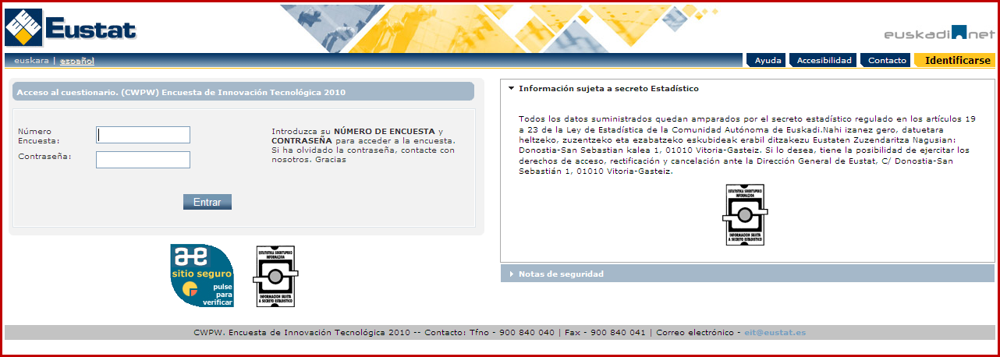 Eustat
euskadi.net
euskara | español
Ayuda
Accesibilidad
Contacto
Identificarse
Acceso al cuestionario. (CWPW) Encuesta de Innovación Tecnológica 2010
Número
Encuesta:
Contraseña:
Introduzca su NÚMERO DE ENCUESTA y
CONTRASEÑA para acceder a la encuesta.
Si ha olvidado la contraseña, contacte con
nosotros. Gracias
Entrar
a-e
sitio seguro
pulse
para
verificar
ESTATISTIKA SEKRETUPEKO
INFORMAZIOA
INFORMACION SUJETA
A SECRETO ESTADISTICO
Información sujeta a secreto Estadístico
Todos los datos suministrados quedan amparados por el secreto estadístico regulado en los artículos 19
a 23 de la Ley de Estadística de la Comunidad Autónoma de Euskadi.Nahi izanez gero, datuetara
heltzeko, zuzentzeko eta ezabatzeko eskubideak erabil ditzakezu Eustaten Zuzendaritza Nagusian:
Donostia-San Sebastian kalea 1, 01010 Vitoria-Gasteiz. Si lo desea, tiene la posibilidad de ejercitar los
derechos de acceso, rectificación y cancelación ante la Dirección General de Eustat, C/ Donostia-San
Sebastián 1, 01010 Vitoria-Gasteiz.
ESTATISTIKA SEKRETUPEKO
INFORMAZIOA
INFORMACION SUJETA
A SECRETO ESTADISTICO
Notas de seguridad
CWPW. Encuesta de Innovación Tecnológica 2010 -- Contacto: Tfno - 900 840 040 | Fax - 900 840 041 | Correo electrónico - eit@eustat.es